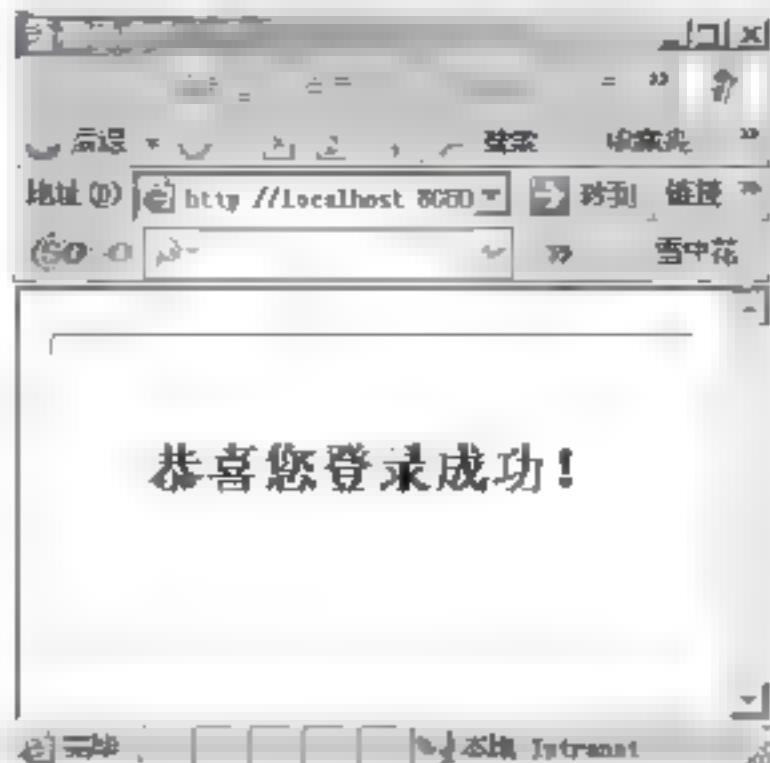 后退 搜索 收藏夹 »
地址(D) http //localhost 8080 转到 链接 »
» 雪中花
恭喜您登录成功!
完毕 本地 Intranet